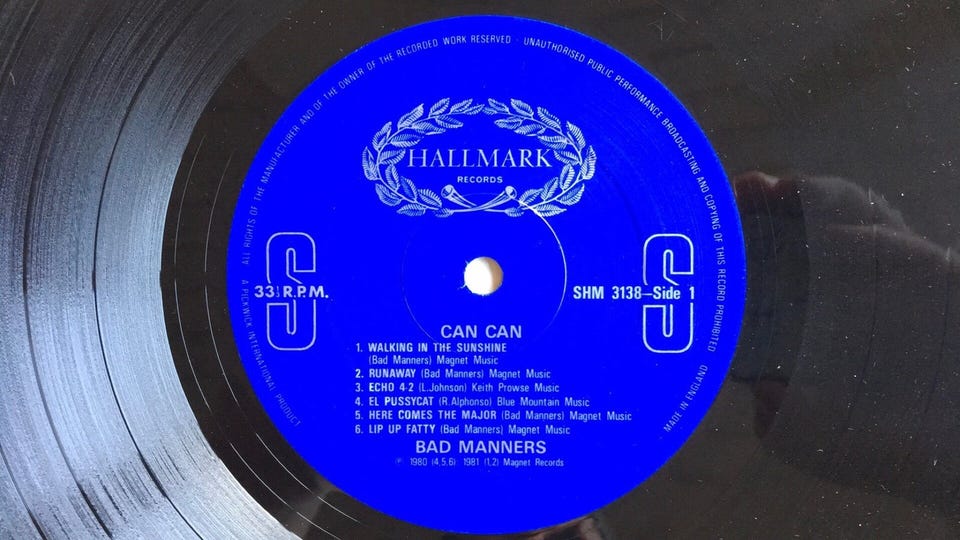 ALL RIGHTS OF THE MANUFACTURER AND OF THE OWNER OF THE RECORDED WORK RESERVED · UNAUTHORISED PUBLIC PERFORMANCE BROADCASTING AND COPYING OF THIS RECORD PROHIBITED
HALLMARK
RECORDS
S
S
33⅓ R.P.M.
SHM 3138—Side 1
CAN CAN
1. WALKING IN THE SUNSHINE
(Bad Manners) Magnet Music
2. RUNAWAY (Bad Manners) Magnet Music
3. ECHO 4-2 (L.Johnson) Keith Prowse Music
4. EL PUSSYCAT (R.Alphonso) Blue Mountain Music
5. HERE COMES THE MAJOR (Bad Manners) Magnet Music
6. LIP UP FATTY (Bad Manners) Magnet Music
BAD MANNERS
℗ 1980 (4,5,6) 1981 (1,2) Magnet Records
A PICKWICK INTERNATIONAL PRODUCT
MADE IN ENGLAND